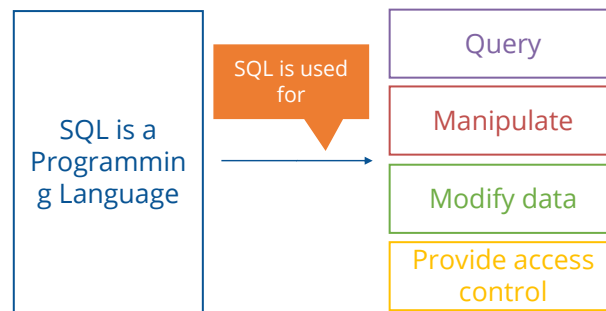 SQL is a
Programmin
g Language
SQL is used
for
Query
Manipulate
Modify data
Provide access
control